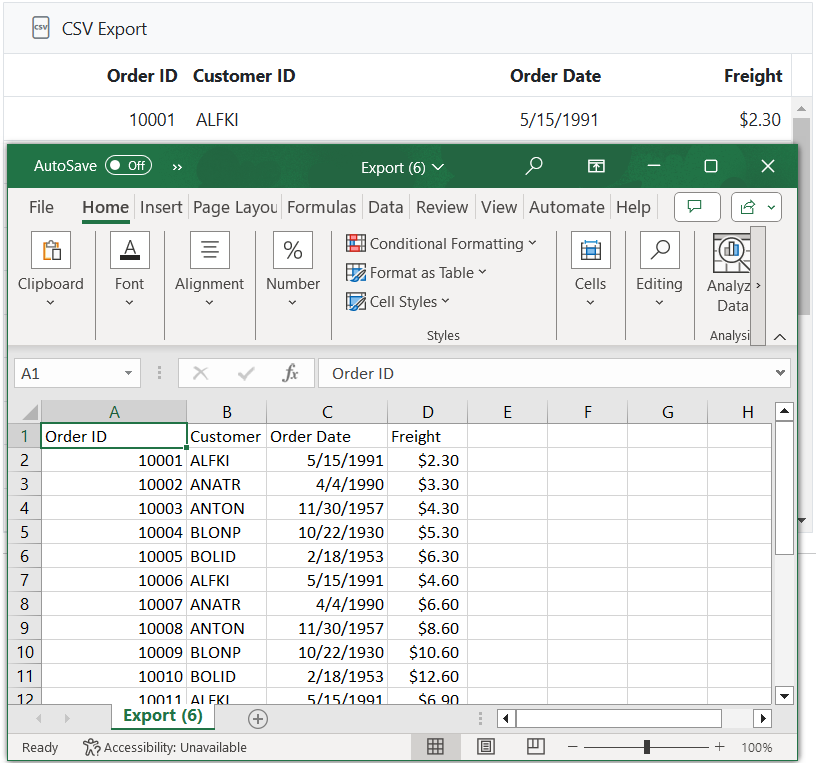 CSV CSV Export
Order ID Customer ID Order Date Freight
10001 ALFKI 5/15/1991 $2.30
AutoSave Off Export (6)
File Home Insert Page Layou Formulas Data Review View Automate Help
Clipboard Font Alignment Number % Conditional Formatting Format as Table Cell Styles Styles Cells Editing Analyz Data Analysi
A1 fx Order ID
A B C D E F G H
1 Order ID Customer Order Date Freight
2 10001 ALFKI 5/15/1991 $2.30
3 10002 ANATR 4/4/1990 $3.30
4 10003 ANTON 11/30/1957 $4.30
5 10004 BLONP 10/22/1930 $5.30
6 10005 BOLID 2/18/1953 $6.30
7 10006 ALFKI 5/15/1991 $4.60
8 10007 ANATR 4/4/1990 $6.60
9 10008 ANTON 11/30/1957 $8.60
10 10009 BLONP 10/22/1930 $10.60
11 10010 BOLID 2/18/1953 $12.60
12 10011 ALFKI 5/15/1991 $6.90
Export (6)
Ready Accessibility: Unavailable 100%